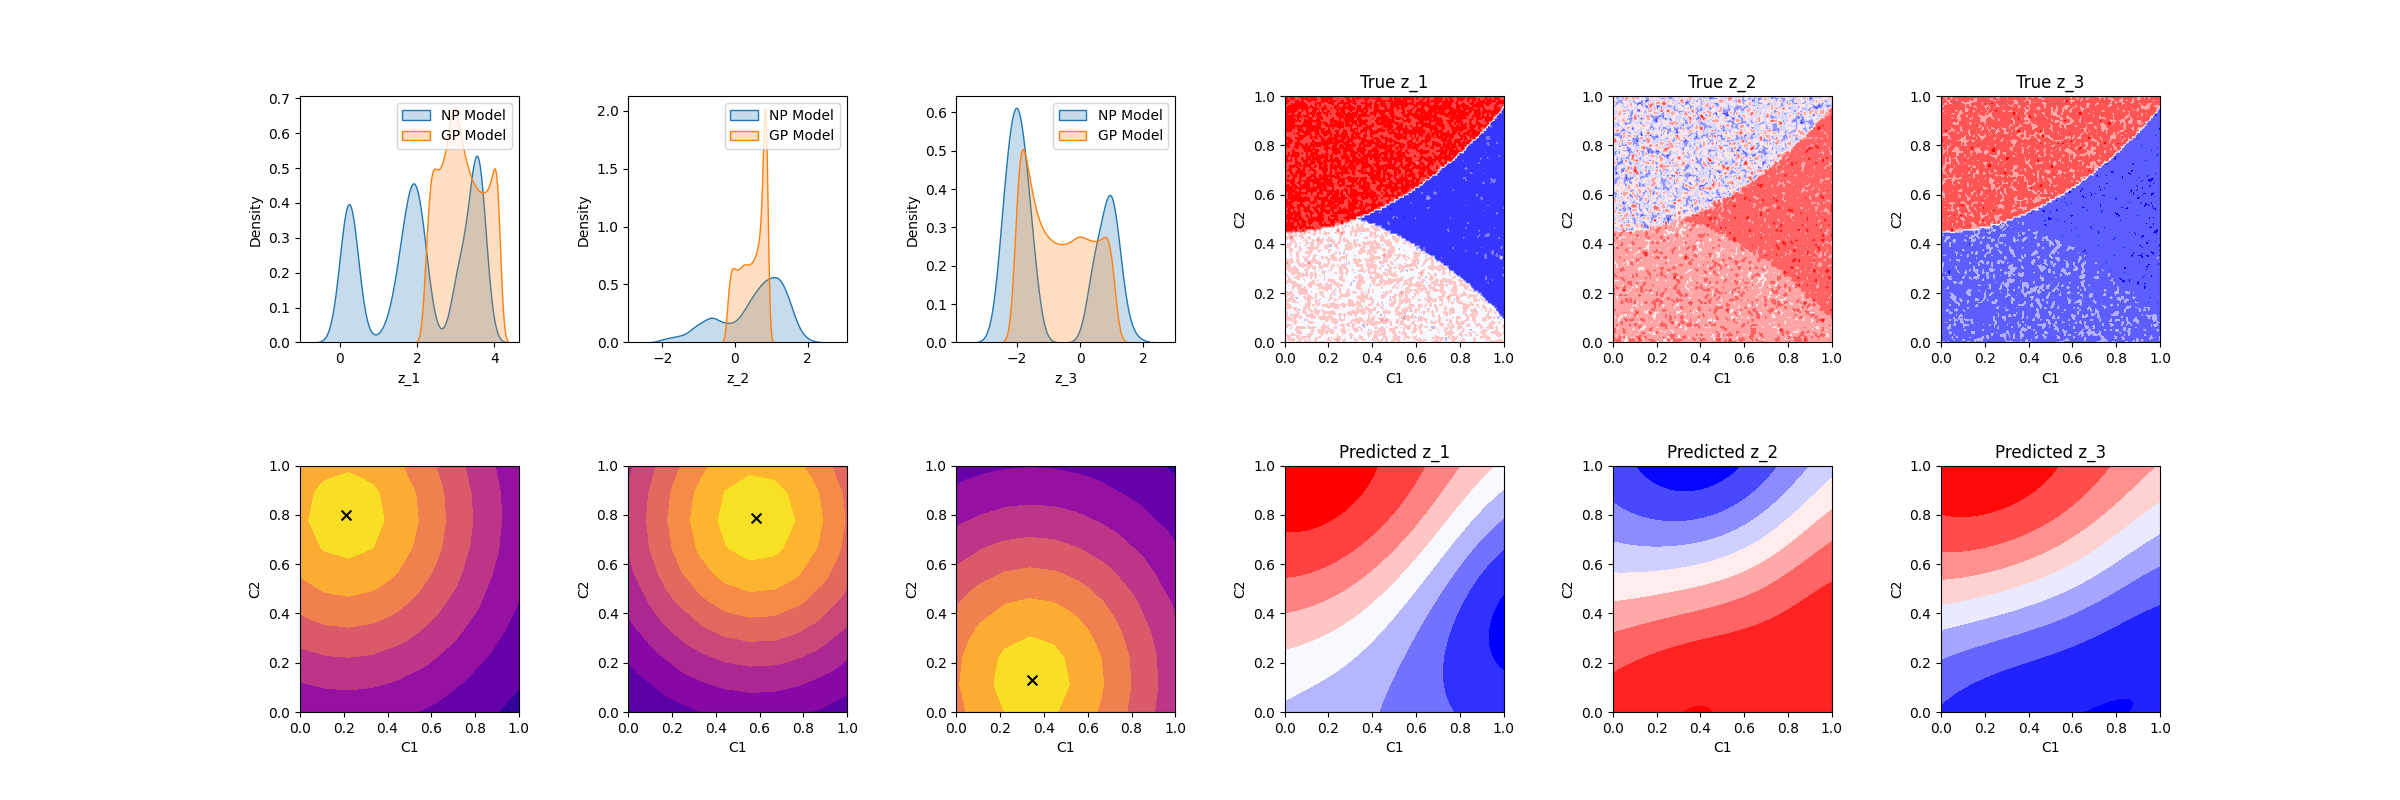 NP Model
GP Model
Density
0.0 0.1 0.2 0.3 0.4 0.5 0.6 0.7
0 2 4
z_1
NP Model
GP Model
Density
0.0 0.5 1.0 1.5 2.0
−2 0 2
z_2
NP Model
GP Model
Density
0.0 0.1 0.2 0.3 0.4 0.5 0.6
−2 0 2
z_3
True z_1
C2
0.0 0.2 0.4 0.6 0.8 1.0
0.0 0.2 0.4 0.6 0.8 1.0
C1
True z_2
C2
0.0 0.2 0.4 0.6 0.8 1.0
0.0 0.2 0.4 0.6 0.8 1.0
C1
True z_3
C2
0.0 0.2 0.4 0.6 0.8 1.0
0.0 0.2 0.4 0.6 0.8 1.0
C1
C2
0.0 0.2 0.4 0.6 0.8 1.0
0.0 0.2 0.4 0.6 0.8 1.0
C1
C2
0.0 0.2 0.4 0.6 0.8 1.0
0.0 0.2 0.4 0.6 0.8 1.0
C1
C2
0.0 0.2 0.4 0.6 0.8 1.0
0.0 0.2 0.4 0.6 0.8 1.0
C1
Predicted z_1
C2
0.0 0.2 0.4 0.6 0.8 1.0
0.0 0.2 0.4 0.6 0.8 1.0
C1
Predicted z_2
C2
0.0 0.2 0.4 0.6 0.8 1.0
0.0 0.2 0.4 0.6 0.8 1.0
C1
Predicted z_3
C2
0.0 0.2 0.4 0.6 0.8 1.0
0.0 0.2 0.4 0.6 0.8 1.0
C1